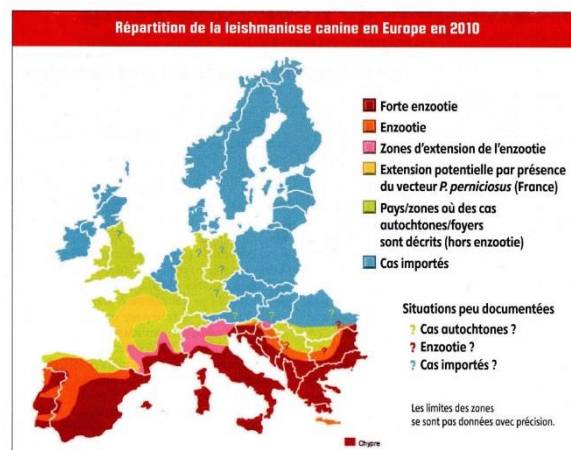 Répartition de la leishmaniose canine en Europe en 2010
Forte enzootie
Enzootie
Zones d'extension de l'enzootie
Extension potentielle par présence
du vecteur P. perniciosus (France)
Pays/zones où des cas
autochtones/foyers
sont décrits (hors enzootie)
Cas importés
Situations peu documentées
? Cas autochtones ?
? Enzootie ?
? Cas importés ?
Les limites des zones
se sont pas données avec précision.
Chypre